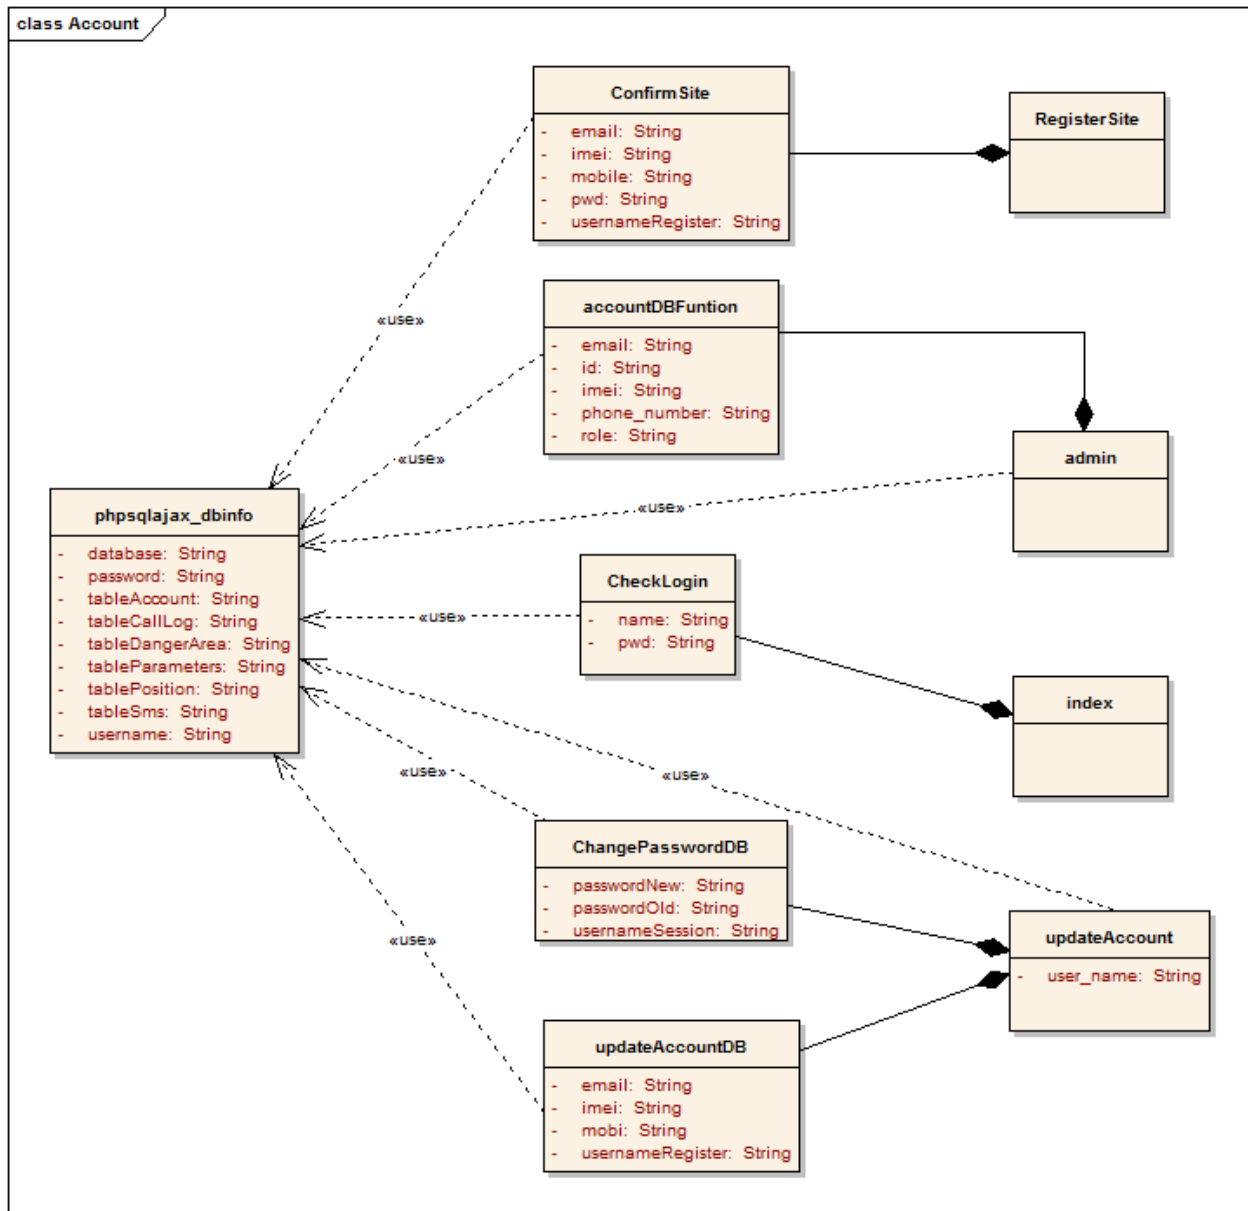 class Account
ConfirmSite
- email: String
- imei: String
- mobile: String
- pwd: String
- usernameRegister: String
RegisterSite
«use»
accountDBFuntion
- email: String
- id: String
- imei: String
- phone_number: String
- role: String
«use»
admin
«use»
phpsqlajax_dbinfo
- database: String
- password: String
- tableAccount: String
- tableCallLog: String
- tableDangerArea: String
- tableParameters: String
- tablePosition: String
- tableSms: String
- username: String
CheckLogin
- name: String
- pwd: String
«use»
index
«use»
«use»
ChangePasswordDB
- passwordNew: String
- passwordOld: String
- usernameSession: String
«use»
updateAccount
- user_name: String
updateAccountDB
- email: String
- imei: String
- mobi: String
- usernameRegister: String